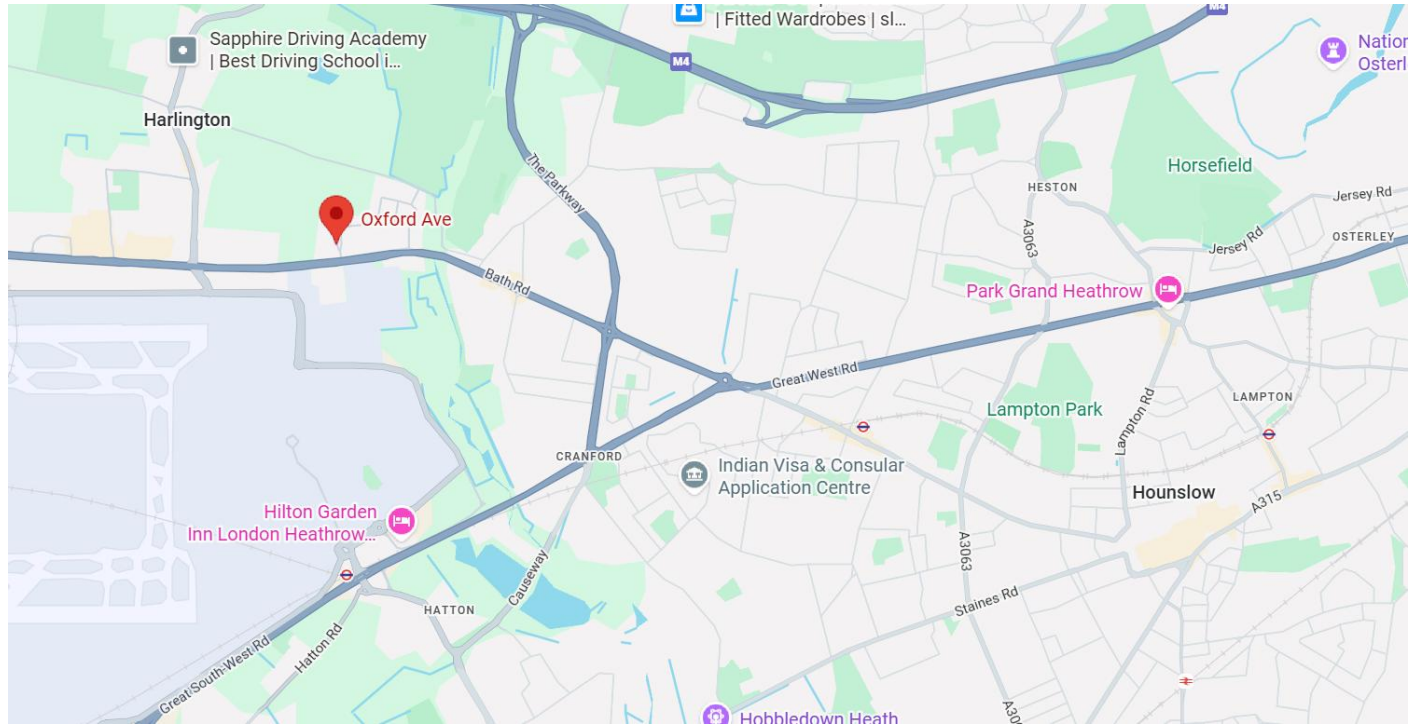 M4
| Fitted Wardrobes | sl...
Sapphire Driving Academy
| Best Driving School i...
M4
Harlington
The Parkway
Horsefield
HESTON
Jersey Rd
Oxford Ave
A3063
Jersey Rd
OSTERLEY
Bath Rd
Park Grand Heathrow
Great West Rd
Lampton Park
Lampton Rd
LAMPTON
CRANFORD
Indian Visa & Consular
Application Centre
Hounslow
A315
Hilton Garden
Inn London Heathrow...
A3063
Causeway
HATTON
Staines Rd
Hatton Rd
Great South-West Rd
Hobbledown Heath